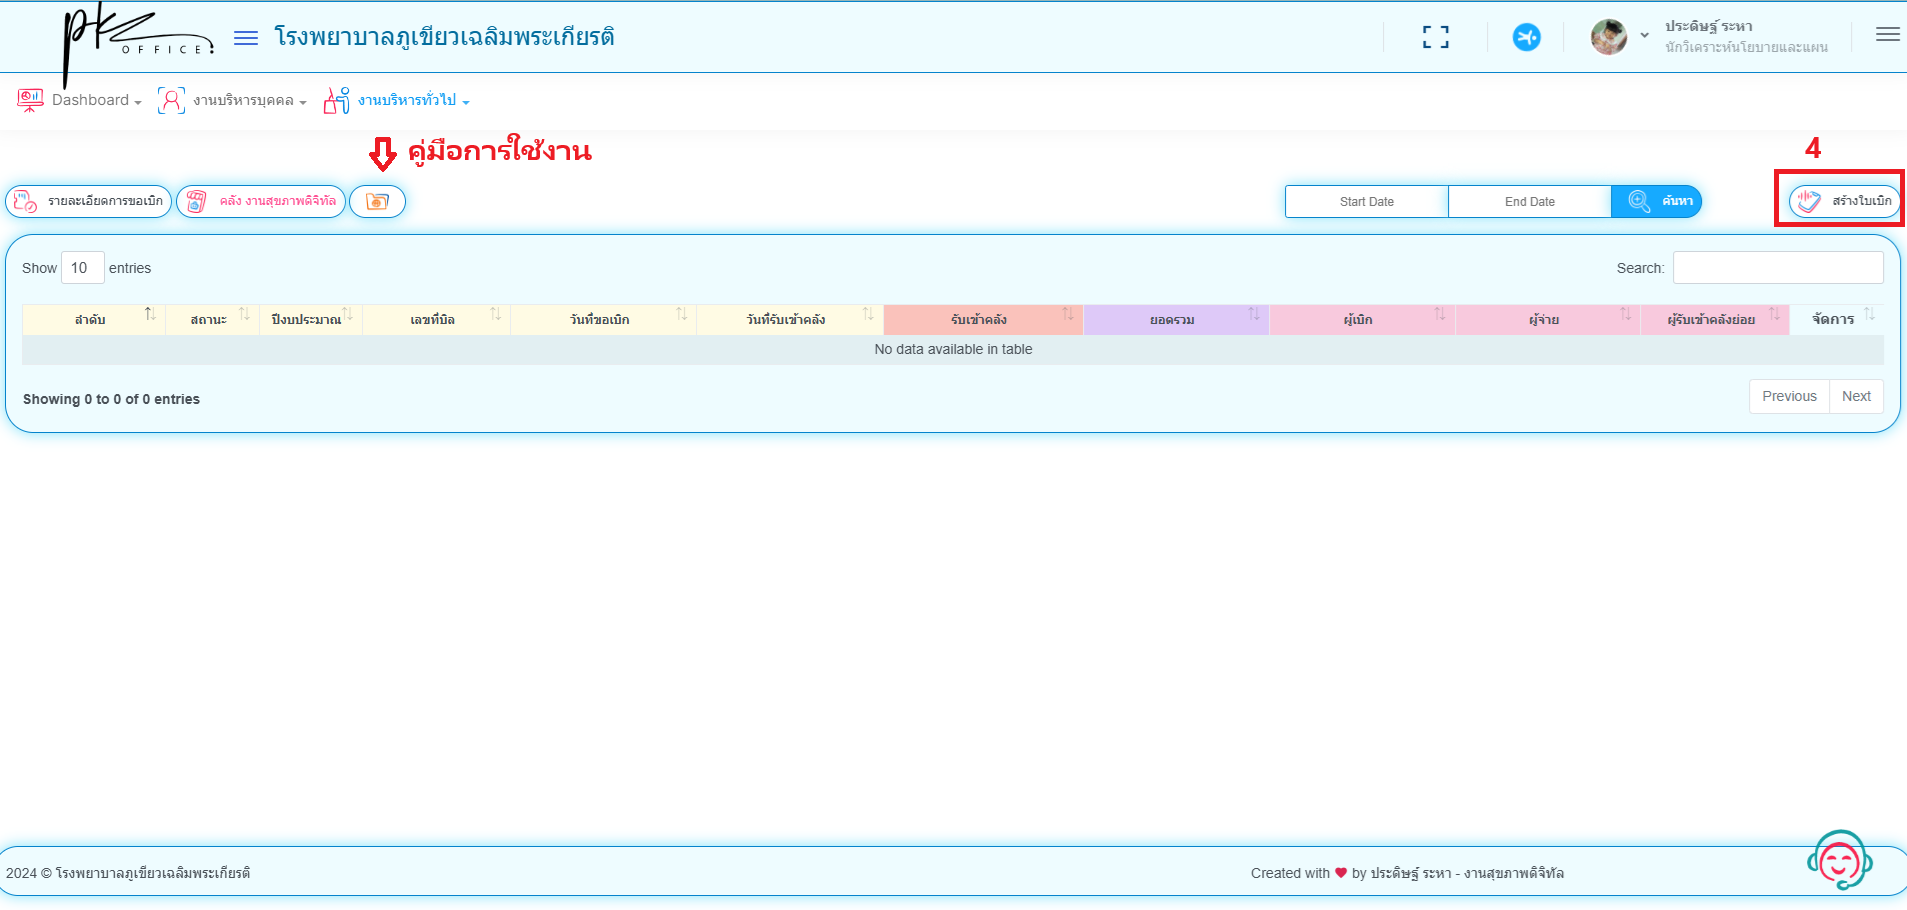 pkz OFFICE
โรงพยาบาลภูเขียวเฉลิมพระเกียรติ
ประดิษฐ์ ระหา
นักวิเคราะห์นโยบายและแผน
Dashboard งานบริหารบุคคล งานบริหารทั่วไป
คู่มือการใช้งาน
4
รายละเอียดการขอเบิก คลัง งานสุขภาพดิจิทัล Start Date End Date ค้นหา สร้างใบเบิก
Show 10 entries Search:
ลำดับ สถานะ ปีงบประมาณ เลขที่บิล วันที่ขอเบิก วันที่รับเข้าคลัง รับเข้าคลัง ยอดรวม ผู้เบิก ผู้จ่าย ผู้รับเข้าคลังย่อย จัดการ
No data available in table
Showing 0 to 0 of 0 entries Previous Next
2024 © โรงพยาบาลภูเขียวเฉลิมพระเกียรติ Created with ♥ by ประดิษฐ์ ระหา - งานสุขภาพดิจิทัล